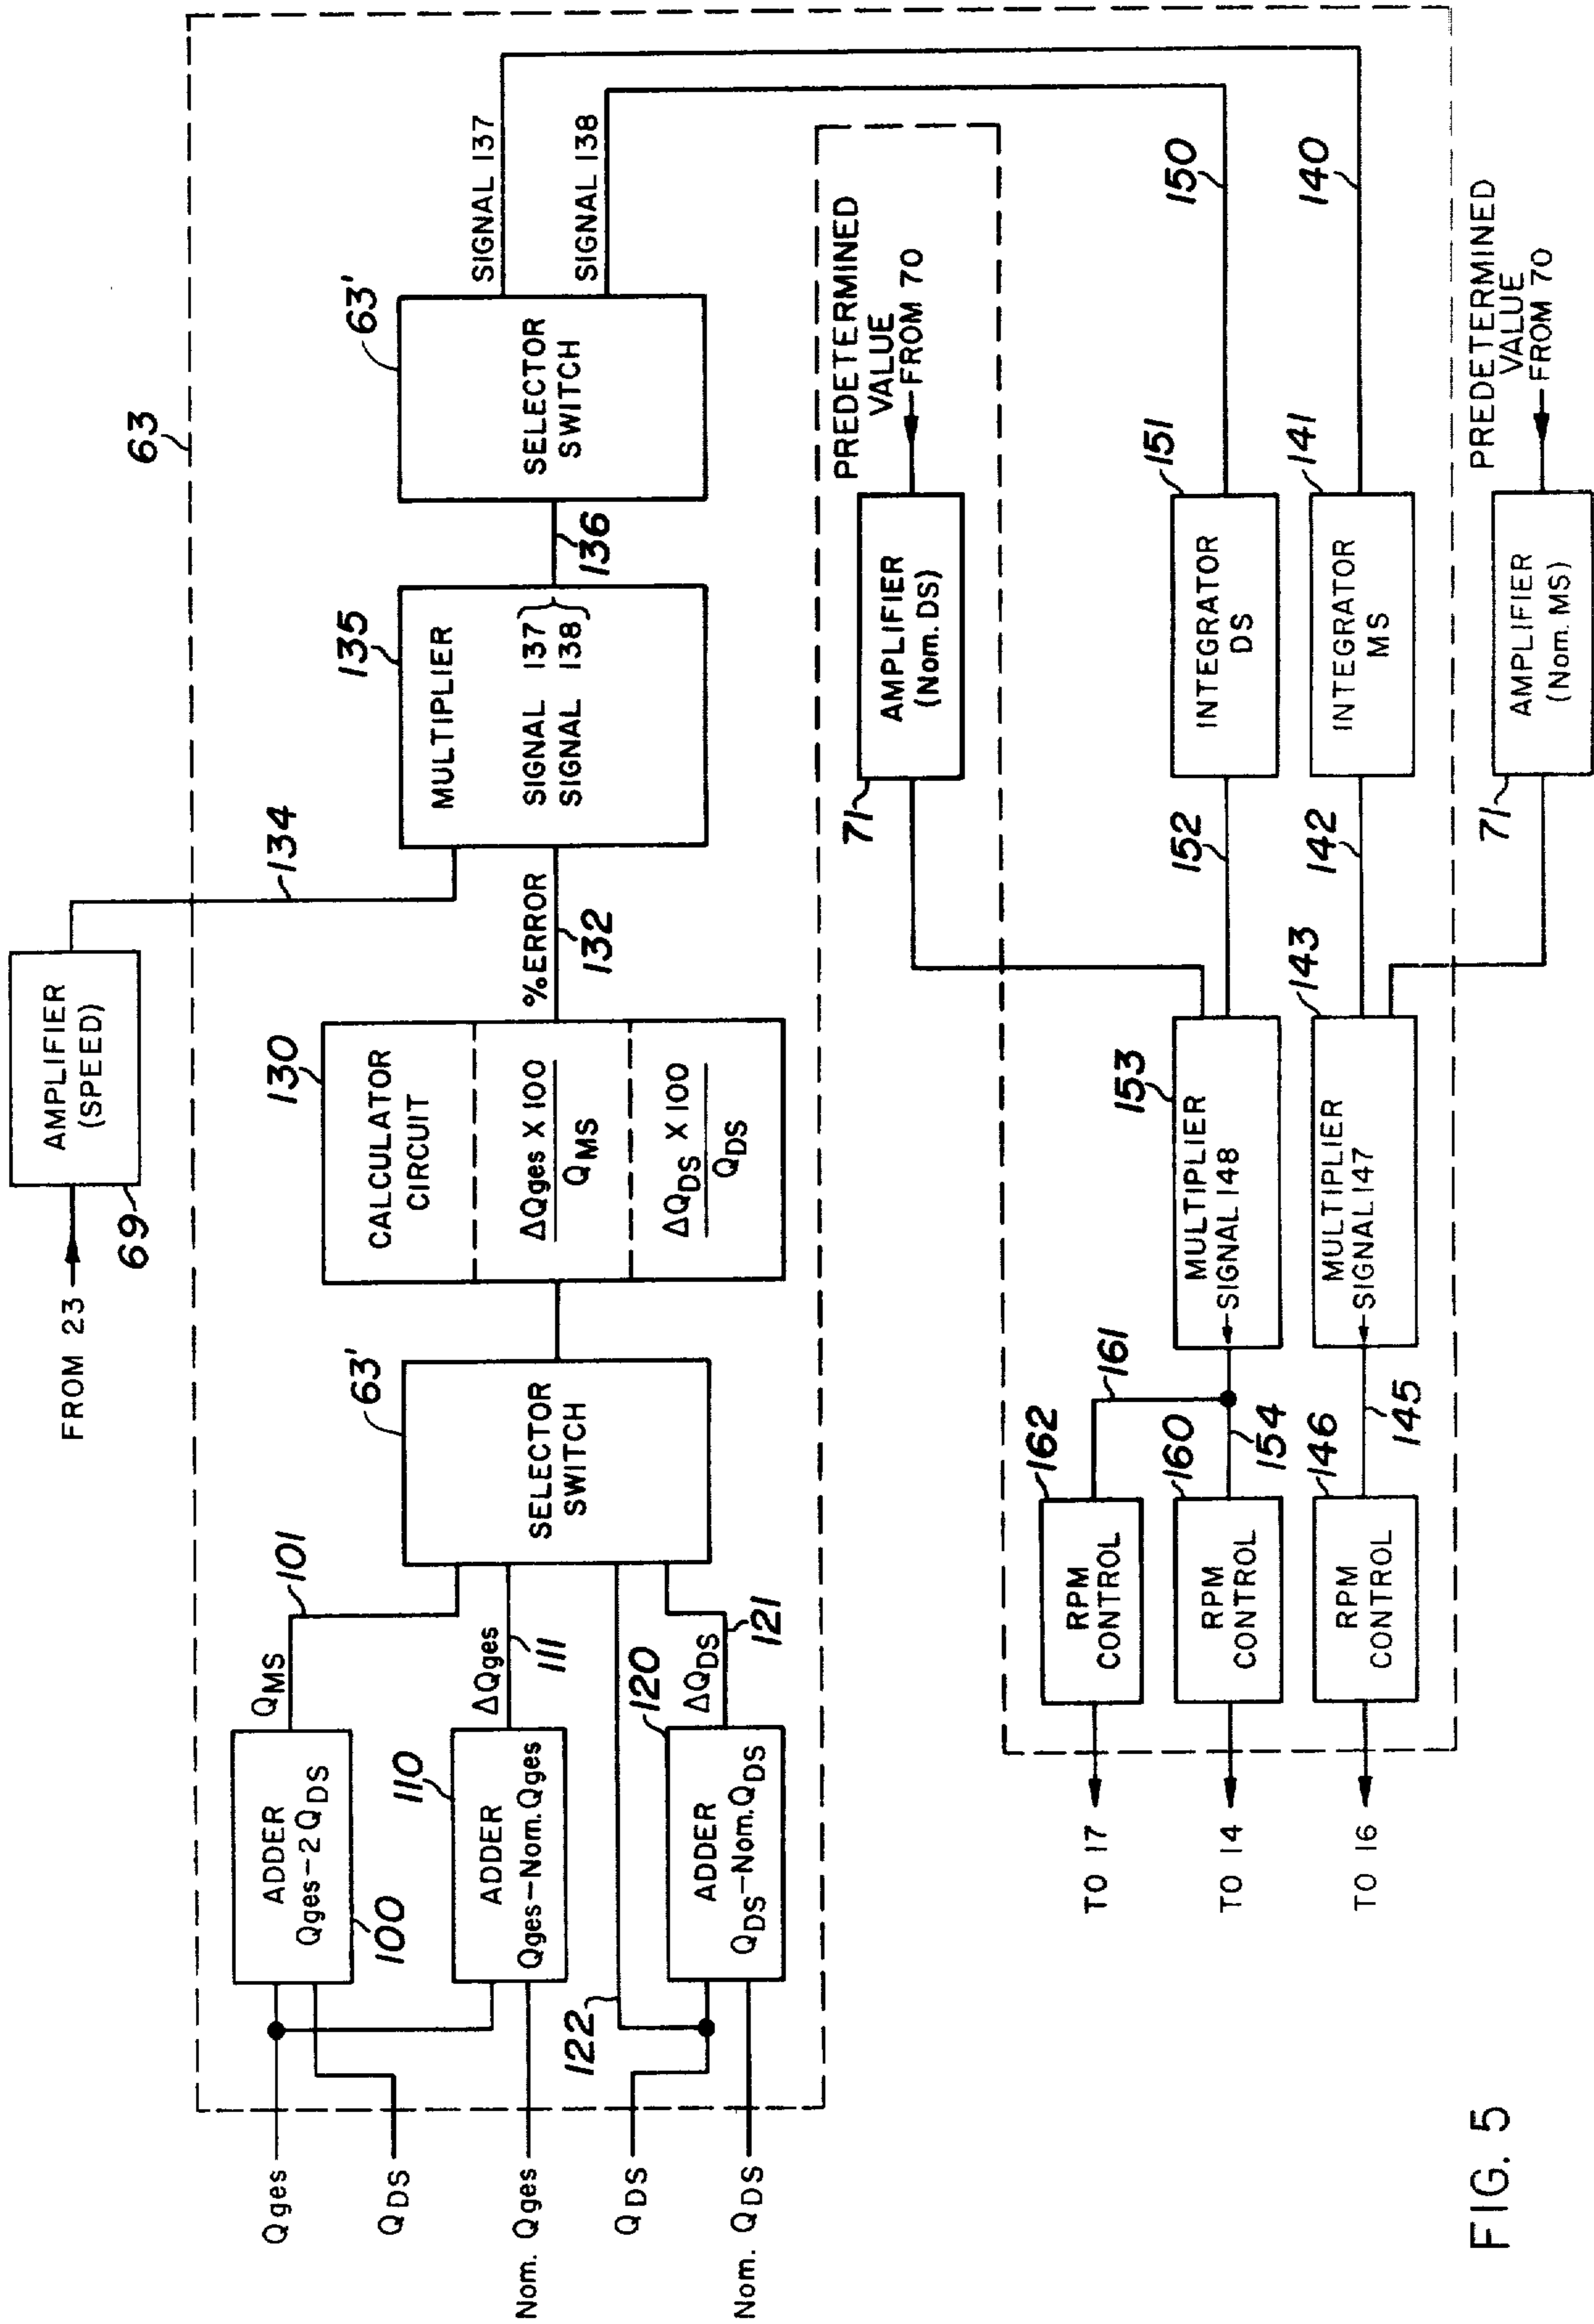 FROM 23
69
AMPLIFIER
(SPEED)
134
63
Qges
QDS
Nom. Qges
QDS
Nom. QDS
ADDER
Qges-2 QDS
100
QMS
101
110
ADDER
Qges-Nom.Qges
ΔQges
111
122
120
ADDER
QDS-Nom.QDS
ΔQDS
121
63'
SELECTOR
SWITCH
130
CALCULATOR
CIRCUIT
ΔQges X 100
QMS
ΔQDS X 100
QDS
%ERROR
132
135
MULTIPLIER
SIGNAL 137
SIGNAL 138
136
63'
SELECTOR
SWITCH
SIGNAL 137
SIGNAL 138
71
AMPLIFIER
(Nom.DS)
PREDETERMINED
VALUE
FROM 70
TO 17
162
RPM
CONTROL
161
TO 14
160
RPM
CONTROL
154
153
MULTIPLIER
SIGNAL 148
152
151
INTEGRATOR
DS
150
TO 16
146
RPM
CONTROL
145
143
MULTIPLIER
SIGNAL 147
142
141
INTEGRATOR
MS
140
71
AMPLIFIER
(Nom.MS)
PREDETERMINED
VALUE
FROM 70
FIG. 5